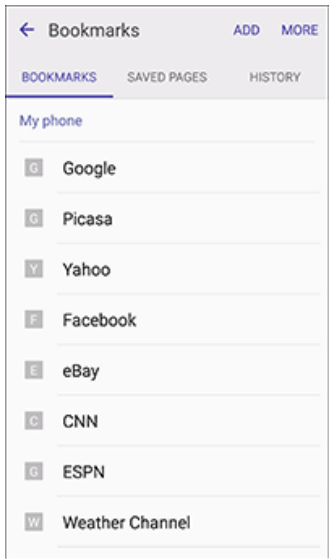 ← Bookmarks ADD MORE
BOOKMARKS SAVED PAGES HISTORY
My phone
G Google
G Picasa
Y Yahoo
F Facebook
E eBay
C CNN
G ESPN
W Weather Channel